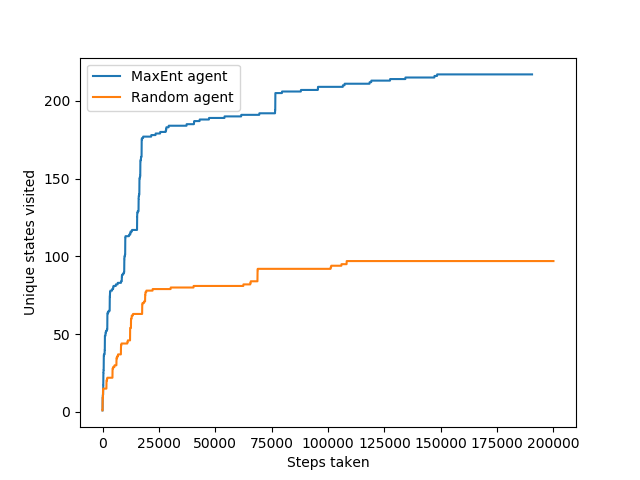 MaxEnt agent
Random agent
Unique states visited
200
150
100
50
0
0 25000 50000 75000 100000 125000 150000 175000 200000
Steps taken